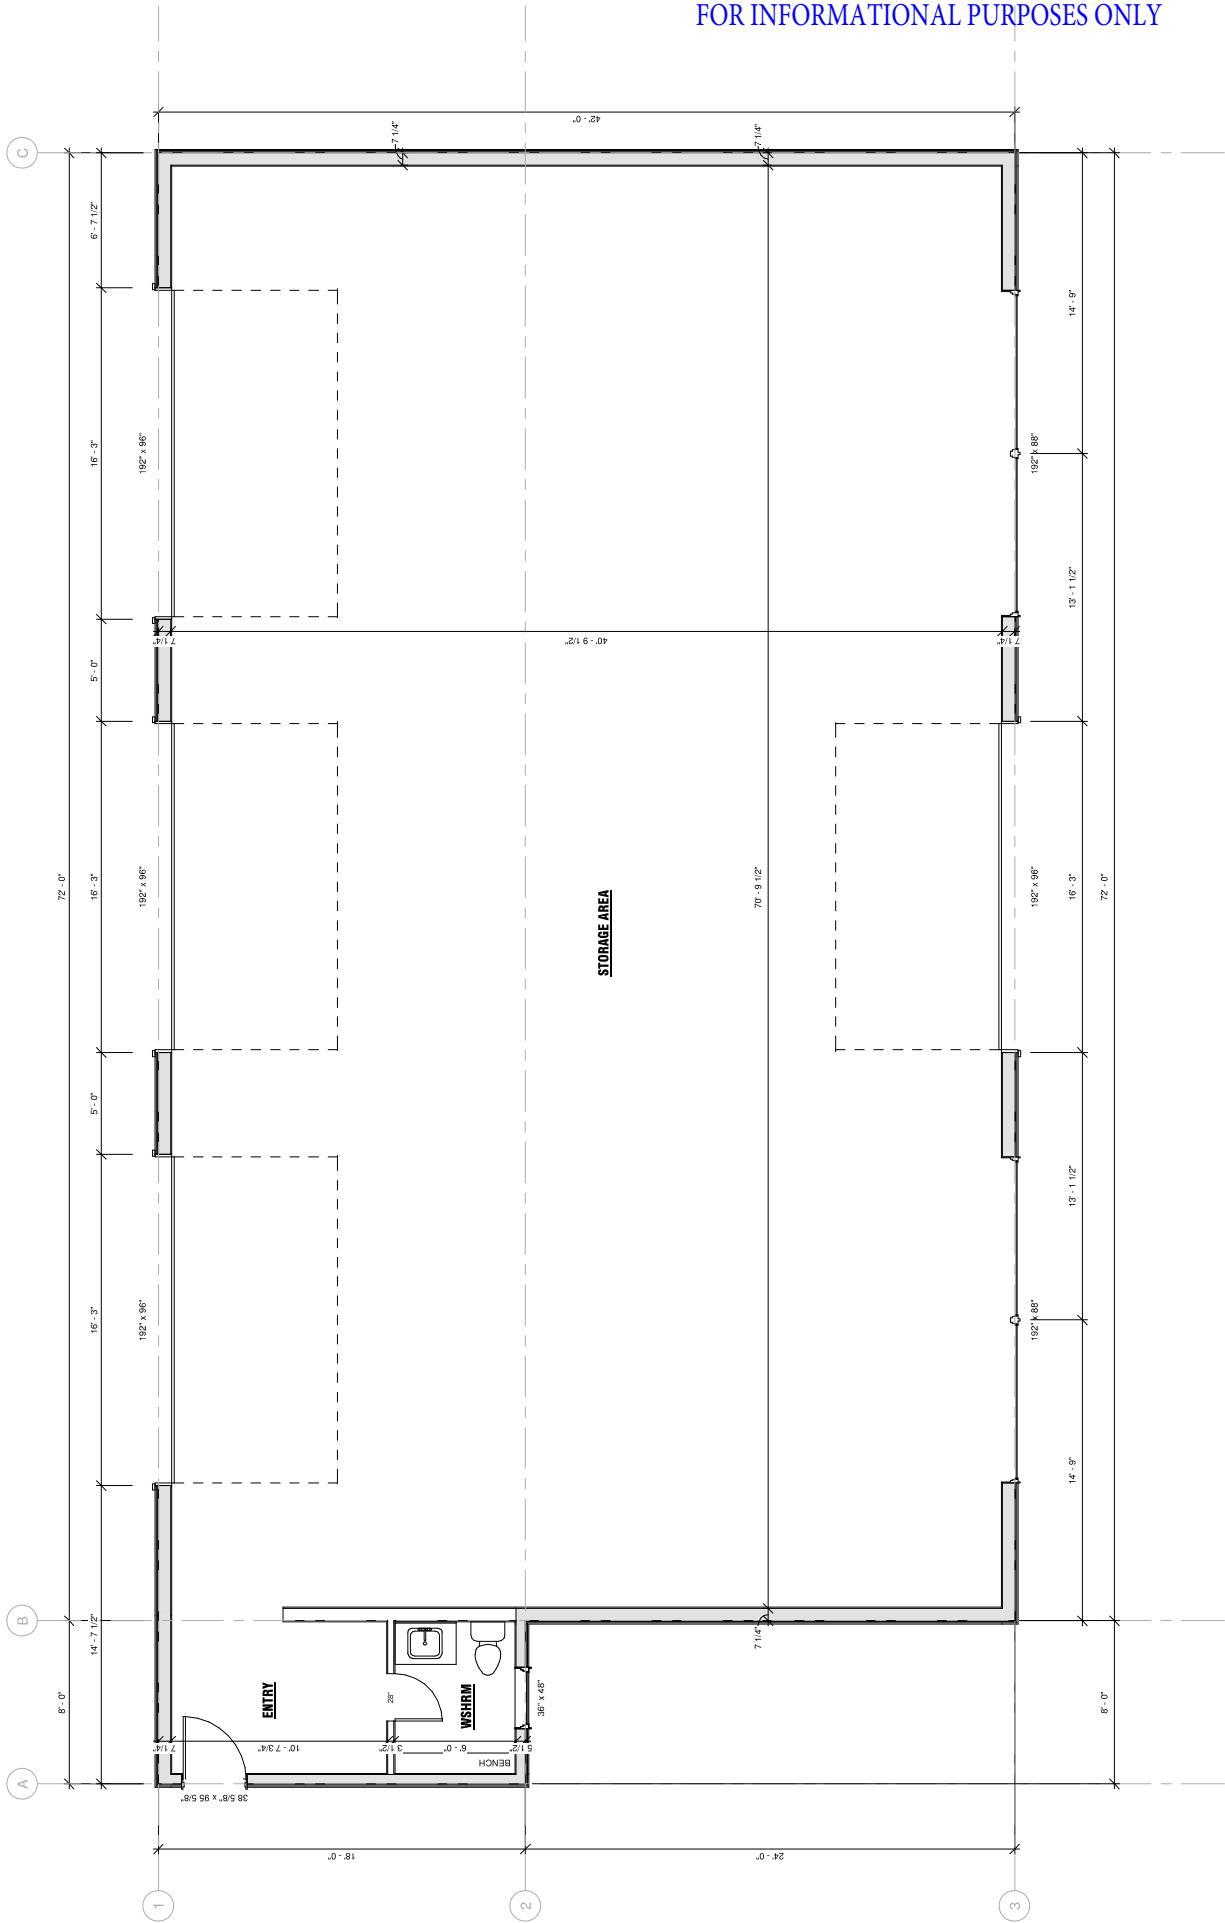 FOR INFORMATIONAL PURPOSES ONLY
42' - 0"
C
7 1/4"
7 1/4"
6' - 7 1/2"
14' - 9"
16' - 3"
192" x 96"
192" x 88"
13' - 1 1/2"
7 1/4"
40' - 9 1/2"
7 1/4"
5' - 0"
72' - 0"
16' - 3"
192" x 96"
STORAGE AREA
70' - 9 1/2"
192" x 96"
16' - 3"
72' - 0"
5' - 0"
13' - 1 1/2"
16' - 3"
192" x 96"
192" x 88"
14' - 9"
B
14' - 7 1/2"
7 1/4"
8' - 0"
ENTRY
28"
WSHRM
36" x 48"
8' - 0"
7 1/4"
10' - 7 3/4"
3 1/2"
6' - 0"
5 1/2"
BENCH
A
38 5/8" x 95 5/8"
18' - 0"
24' - 0"
1
2
3